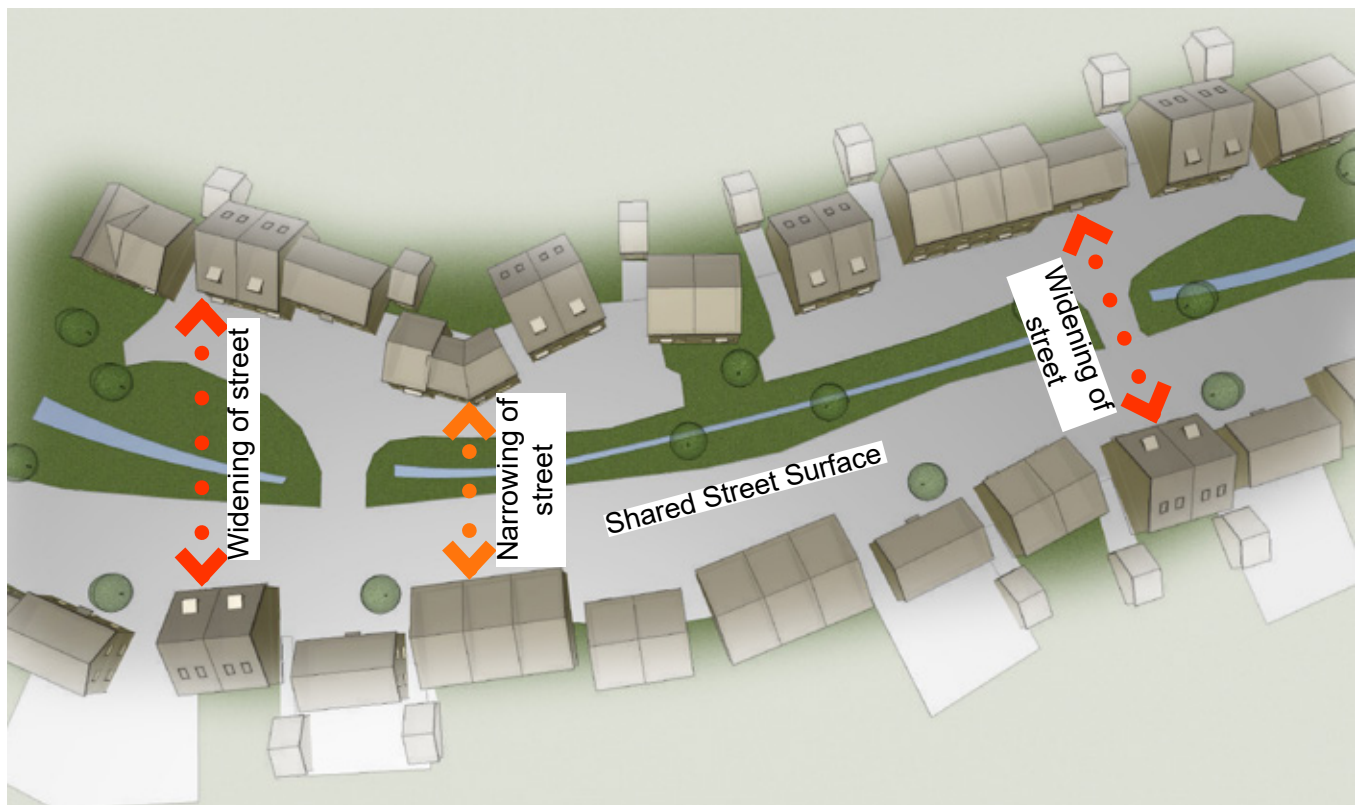 Widening of street
Narrowing of
street
Shared Street Surface
Widening of
street